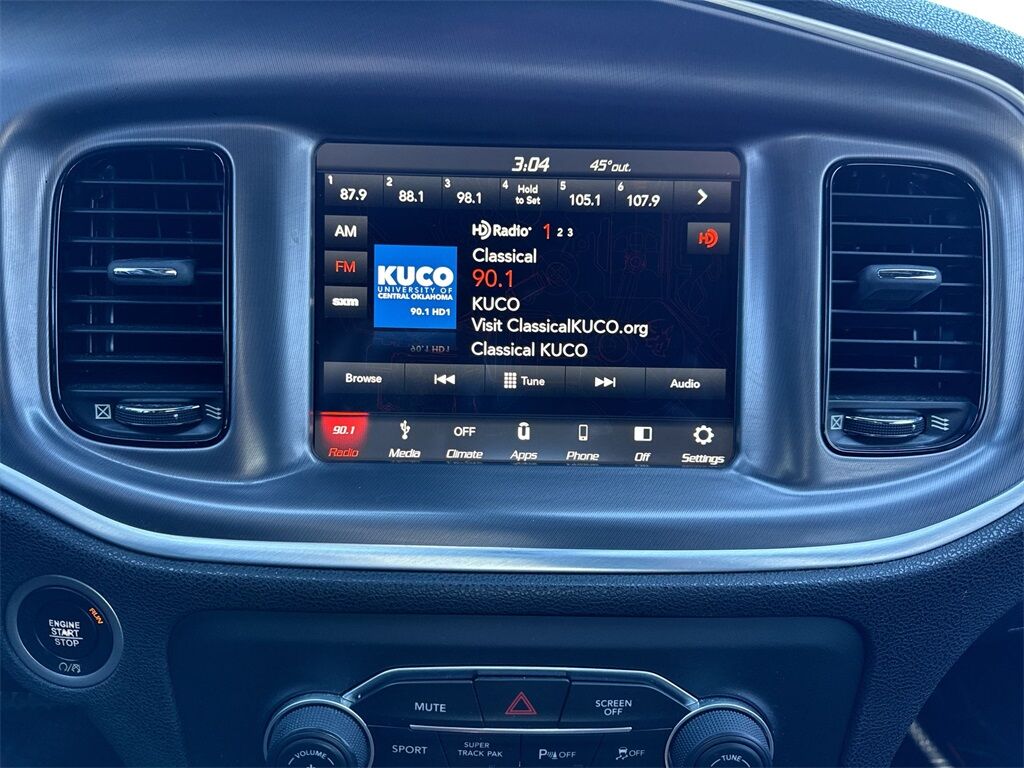 3:04 45°out.
1 87.9 2 88.1 3 98.1 4 Hold to Set 5 105.1 6 107.9
AM
FM
sxm
HD Radio 1 2 3
HD
KUCO
UNIVERSITY OF
CENTRAL OKLAHOMA
90.1 HD1
Classical
90.1
KUCO
Visit ClassicalKUCO.org
Classical KUCO
Browse Tune Audio
90.1 OFF
Radio Media Climate Apps Phone Off Settings
RUN
ENGINE
START
STOP
MUTE
SCREEN
OFF
SPORT
SUPER
TRACK PAK
P OFF
OFF
VOLUME
TUNE